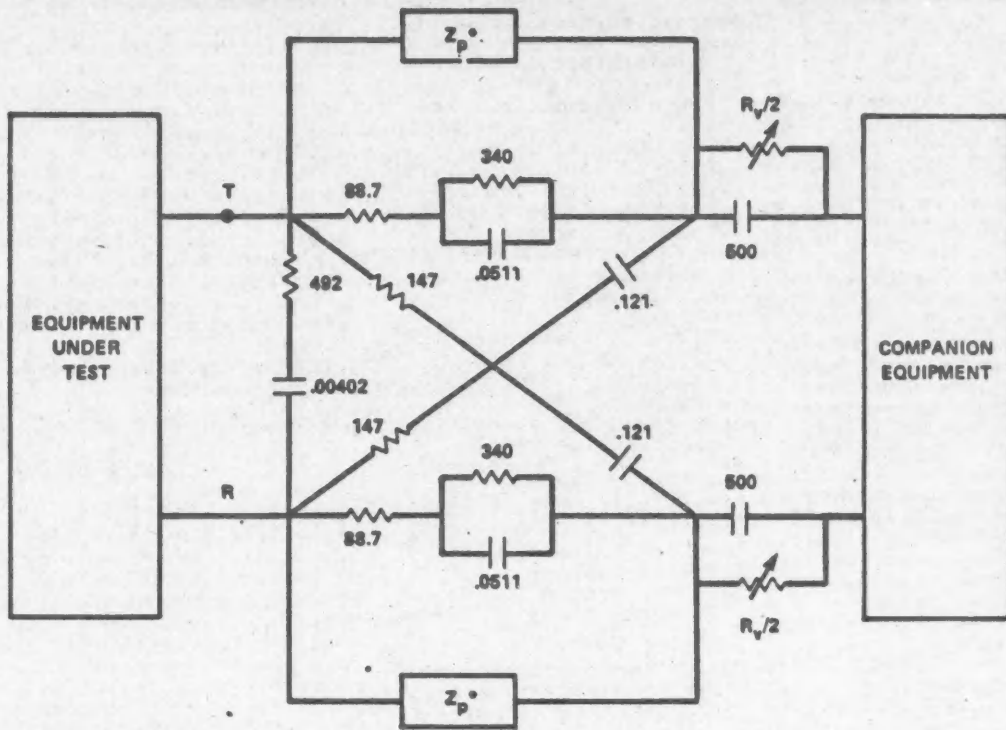 Zp*
Rv/2
340
T
88.7
.0511
500
492
147
.121
EQUIPMENT
UNDER
TEST
COMPANION
EQUIPMENT
.00402
147
.121
340
500
R
88.7
.0511
Rv/2
Zp*